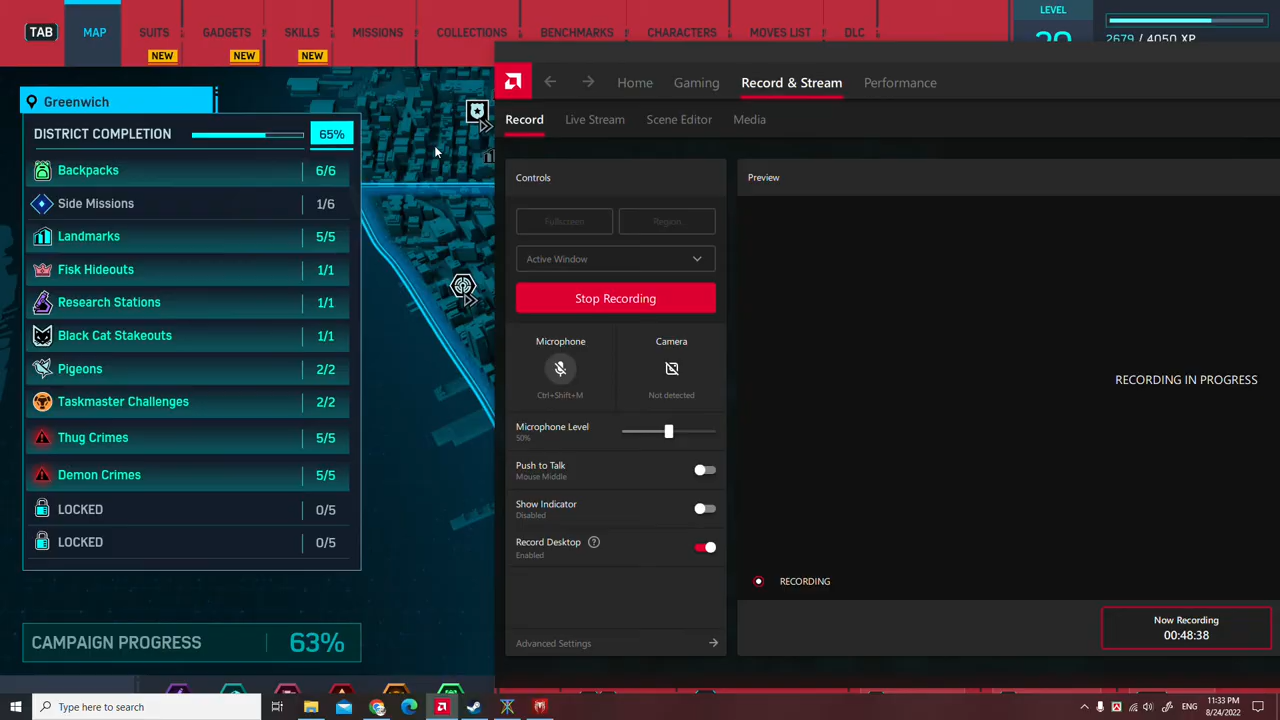 TAB
MAP
SUITS
GADGETS
SKILLS
MISSIONS
COLLECTIONS
BENCHMARKS
CHARACTERS
MOVES LIST
DLC
LEVEL
NEW
NEW
NEW
2679 / 4050 XP
Greenwich
DISTRICT COMPLETION
65%
Backpacks
6/6
Side Missions
1/6
Landmarks
5/5
Fisk Hideouts
1/1
Research Stations
1/1
Black Cat Stakeouts
1/1
Pigeons
2/2
Taskmaster Challenges
2/2
Thug Crimes
5/5
Demon Crimes
5/5
LOCKED
0/5
LOCKED
0/5
CAMPAIGN PROGRESS
63%
Home
Gaming
Record & Stream
Performance
Record
Live Stream
Scene Editor
Media
Controls
Fullscreen
Region...
Active Window
Stop Recording
Microphone
Ctrl+Shift+M
Camera
Not detected
Microphone Level
50%
Push to Talk
Mouse Middle
Show Indicator
Disabled
Record Desktop
Enabled
Advanced Settings
Preview
RECORDING IN PROGRESS
RECORDING
Now Recording
00:48:38
Type here to search
ENG
11:33 PM
8/24/2022